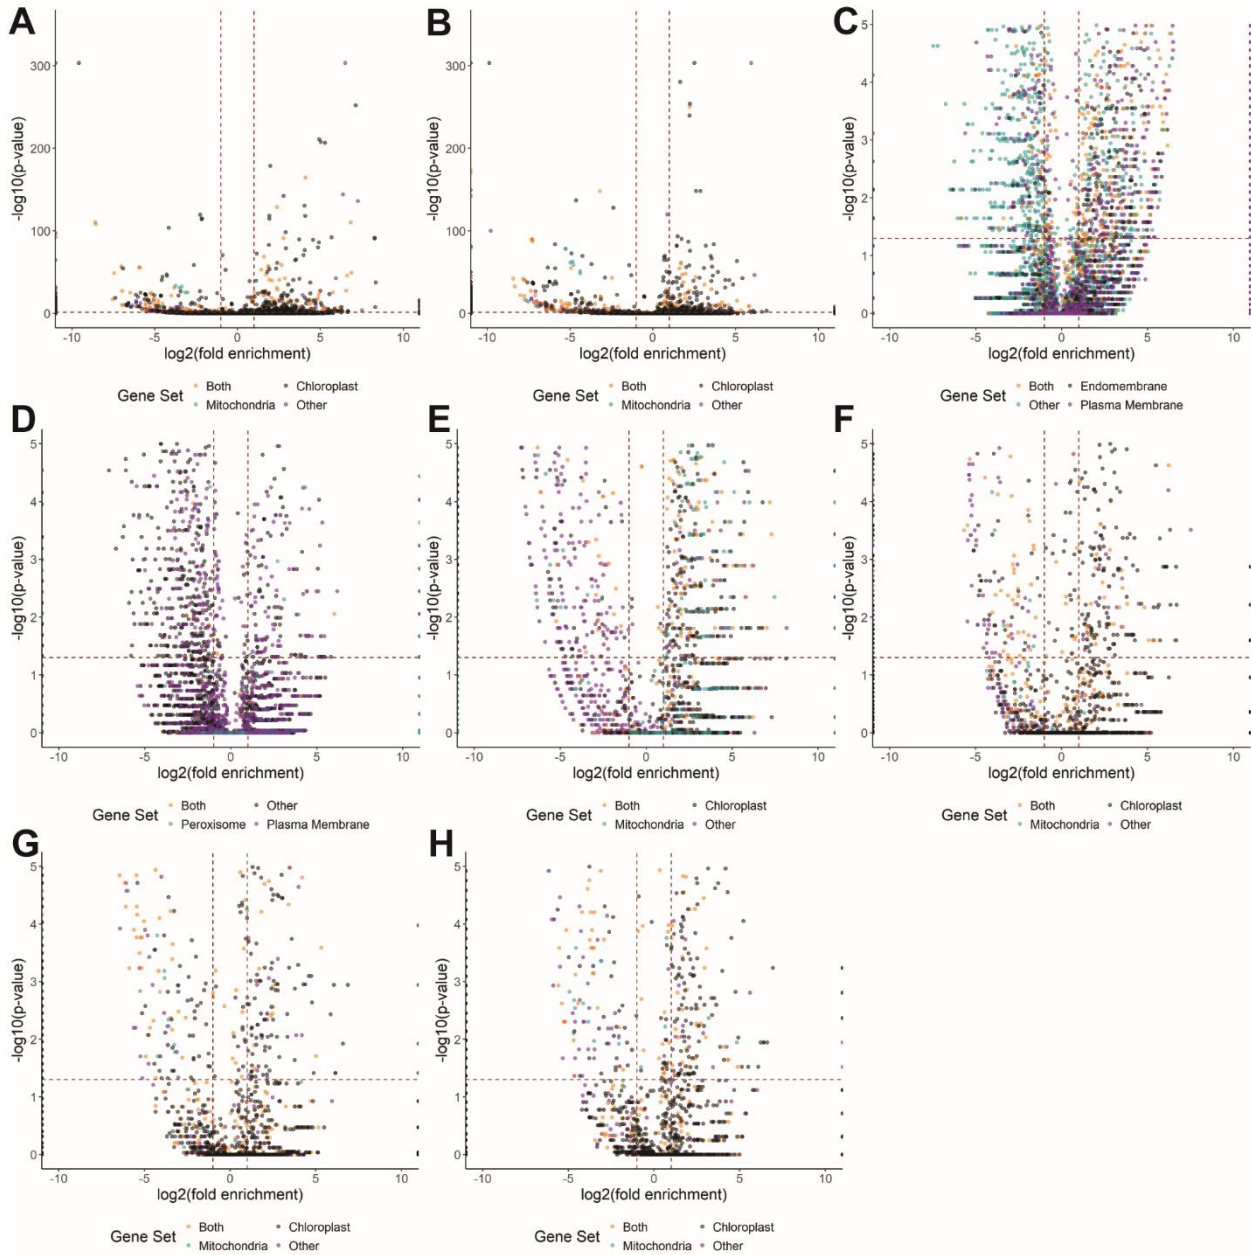 A
-log10(p-value)
300
200
100
0
-10 -5 0 5 10
log2(fold enrichment)
Gene Set
Both Chloroplast
Mitochondria Other
B
-log10(p-value)
300
200
100
0
-10 -5 0 5 10
log2(fold enrichment)
Gene Set
Both Chloroplast
Mitochondria Other
C
-log10(p-value)
5
4
3
2
1
0
-10 -5 0 5 10
log2(fold enrichment)
Gene Set
Both Endomembrane
Other Plasma Membrane
D
-log10(p-value)
5
4
3
2
1
0
-10 -5 0 5 10
log2(fold enrichment)
Gene Set
Both Other
Peroxisome Plasma Membrane
E
-log10(p-value)
5
4
3
2
1
0
-10 -5 0 5 10
log2(fold enrichment)
Gene Set
Both Chloroplast
Mitochondria Other
F
-log10(p-value)
5
4
3
2
1
0
-10 -5 0 5 10
log2(fold enrichment)
Gene Set
Both Chloroplast
Mitochondria Other
G
-log10(p-value)
5
4
3
2
1
0
-10 -5 0 5 10
log2(fold enrichment)
Gene Set
Both Chloroplast
Mitochondria Other
H
-log10(p-value)
5
4
3
2
1
0
-10 -5 0 5 10
log2(fold enrichment)
Gene Set
Both Chloroplast
Mitochondria Other